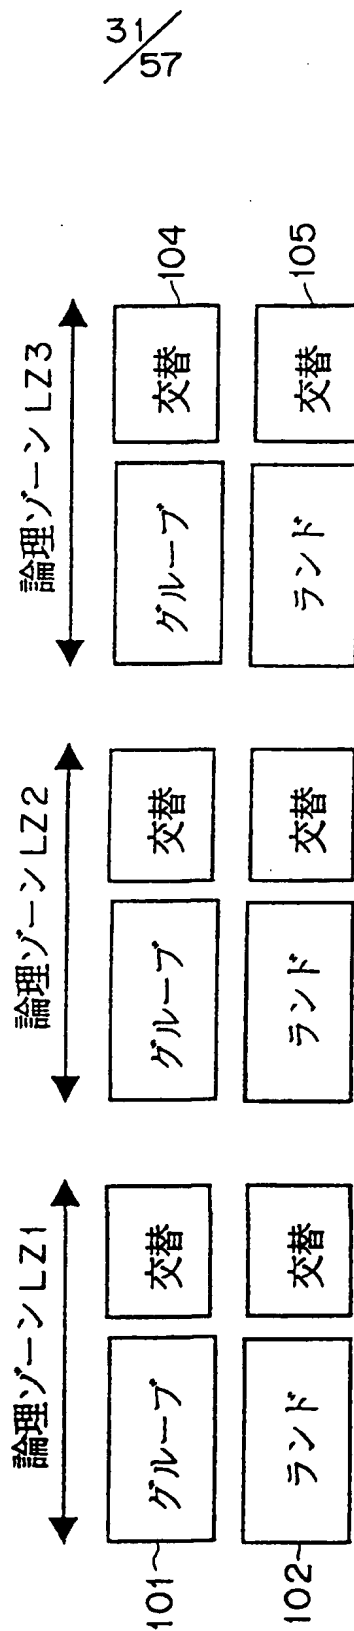 31/57
論理ゾーンLZ1
論理ゾーンLZ2
論理ゾーンLZ3
101
グルーブ
交替
グルーブ
交替
グルーブ
交替
104
102
ランド
交替
ランド
交替
ランド
交替
105